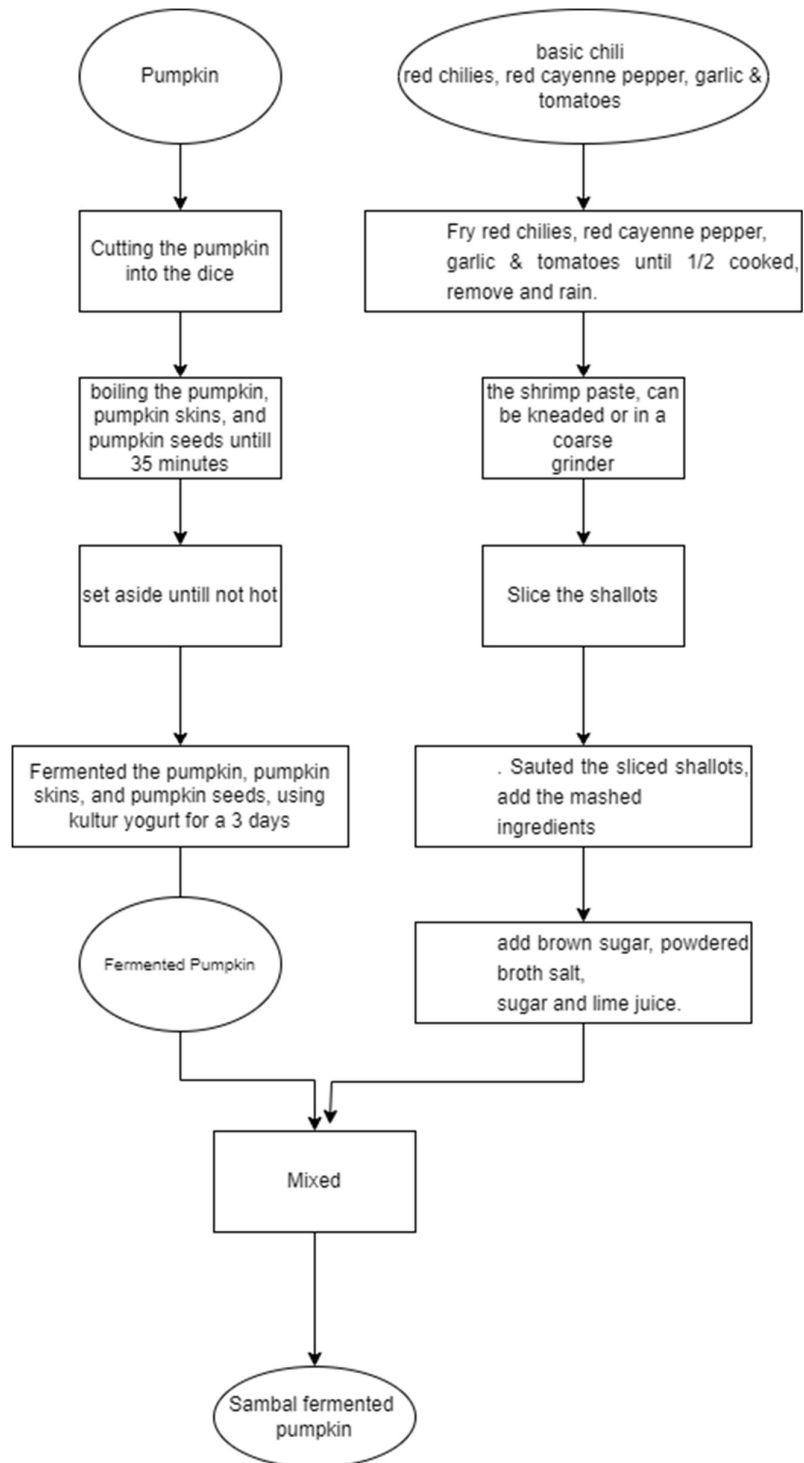 Pumpkin
Cutting the pumpkin
into the dice
boiling the pumpkin,
pumpkin skins, and
pumpkin seeds untill
35 minutes
set aside untill not hot
Fermented the pumpkin, pumpkin
skins, and pumpkin seeds, using
kultur yogurt for a 3 days
Fermented Pumpkin
basic chili
red chilies, red cayenne pepper, garlic &
tomatoes
Fry red chilies, red cayenne pepper,
garlic & tomatoes until 1/2 cooked,
remove and rain.
the shrimp paste, can
be kneaded or in a
coarse
grinder
Slice the shallots
. Sauted the sliced shallots,
add the mashed
ingredients
add brown sugar, powdered
broth salt,
sugar and lime juice.
Mixed
Sambal fermented
pumpkin